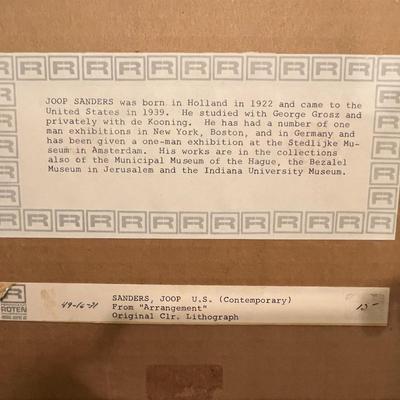 JOOP SANDERS was born in Holland in 1922 and came to the
United States in 1939. He studied with George Grosz and
privately with de Kooning. He has had a number of one
man exhibitions in New York, Boston, and in Germany and
has been given a one-man exhibition at the Stedlijke Mu-
seum in Amsterdam. His works are in the collections
also of the Municipal Museum of the Hague, the Bezalel
Museum in Jerusalem and the Indiana University Museum.
ROTEN
SANDERS, JOOP U.S. (Contemporary)
From "Arrangement"
Original Clr. Lithograph